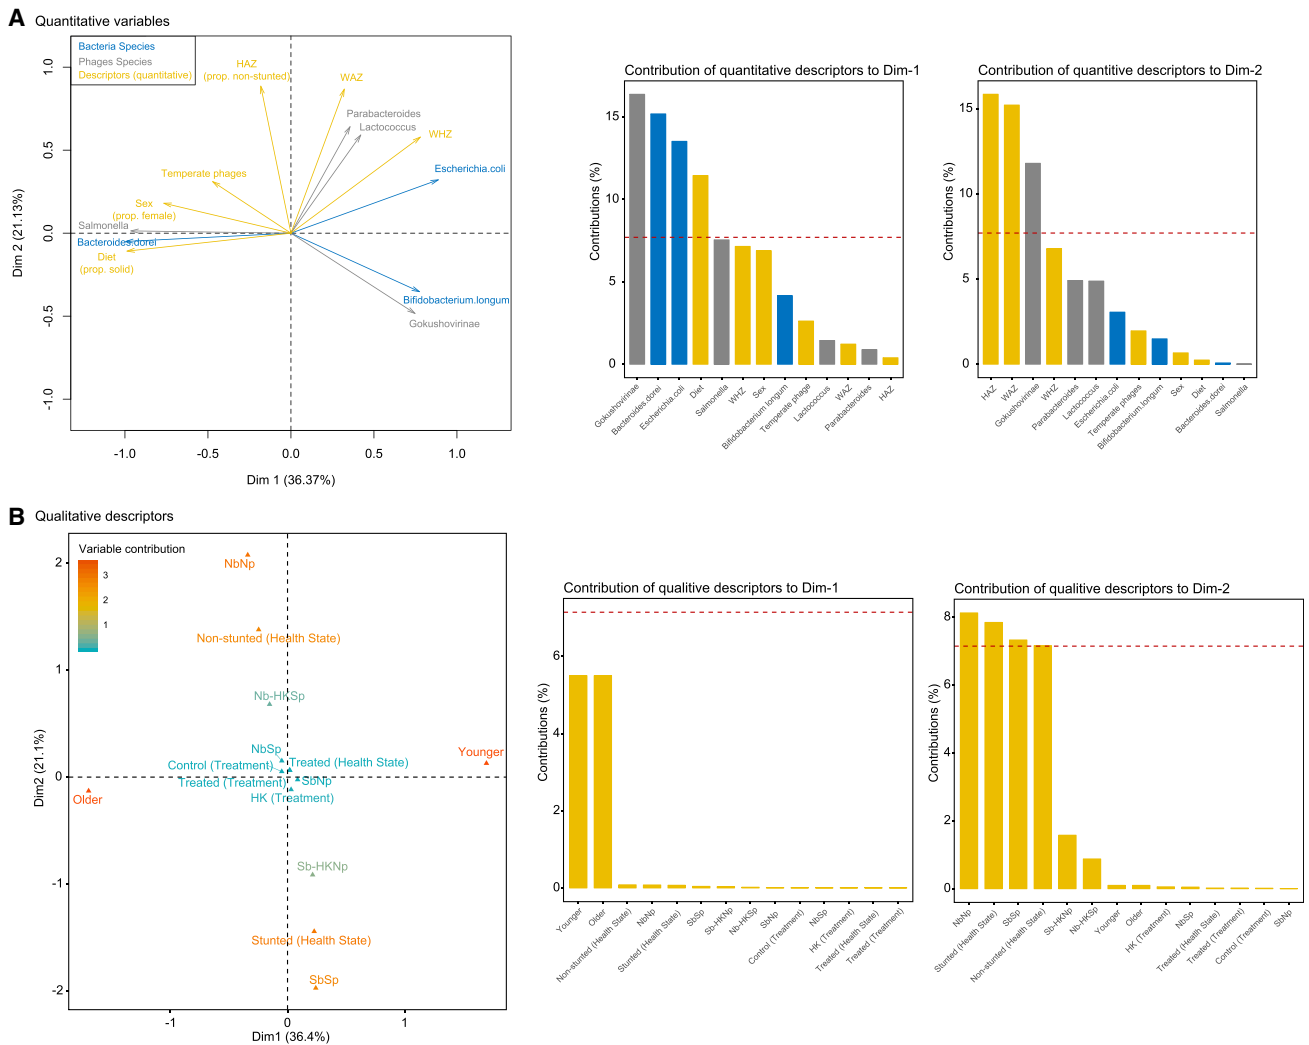 A Quantitative variables
Bacteria Species
Phages Species
Descriptors (quantitative)
HAZ
(prop. non-stunted)
WAZ
Parabacteroides
Lactococcus
WHZ
Escherichia.coli
Temperate phages
Sex
(prop. female)
Salmonella
Bacteroides.dorei
Diet
(prop. solid)
Bifidobacterium.longum
Gokushovirinae
Dim 2 (21.13%)
1.0
0.5
0.0
-0.5
-1.0
-1.0 -0.5 0.0 0.5 1.0
Dim 1 (36.37%)
Contribution of quantitative descriptors to Dim-1
Contributions (%)
15
10
5
0
Gokushovirinae
Bacteroides.dorei
Escherichia.coli
Diet
Salmonella
WHZ
Sex
Bifidobacterium longum
Temperate phage
Lactococcus
WAZ
Parabacteroides
HAZ
Contribution of quantitive descriptors to Dim-2
Contributions (%)
15
10
5
0
HAZ
WAZ
Gokushovirinae
WHZ
Parabacteroides
Lactococcus
Escherichia.coli
Temperate phages
Bifidobacterium.longum
Sex
Diet
Bacteroides.dorei
Salmonella
B Qualitative descriptors
Variable contribution
3
2
1
NbNp
Non-stunted (Health State)
Nb-HKSp
NbSp
Control (Treatment)
Treated (Health State)
Treated (Treatment)
SbNp
HK (Treatment)
Younger
Older
Sb-HKNp
Stunted (Health State)
SbSp
Dim2 (21.1%)
2
1
0
-1
-2
-1 0 1
Dim1 (36.4%)
Contribution of qualitive descriptors to Dim-1
Contributions (%)
6
4
2
0
Younger
Older
Non-stunted (Health State)
NbNp
Stunted (Health State)
SbSp
Sb-HKNp
Nb-HKSp
SbNp
Control (Treatment)
NbSp
HK (Treatment)
Treated (Health State)
Treated (Treatment)
Contribution of qualitive descriptors to Dim-2
Contributions (%)
8
6
4
2
0
NbNp
Stunted (Health State)
SbSp
Non-stunted (Health State)
Sb-HKNp
Nb-HKSp
Younger
Older
HK (Treatment)
NbSp
Treated (Health State)
Treated (Treatment)
Control (Treatment)
SbNp